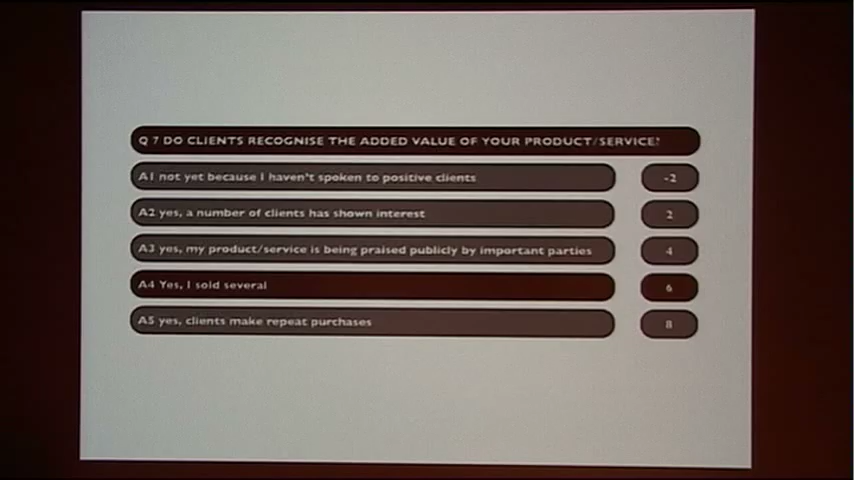 Q 7 DO CLIENTS RECOGNISE THE ADDED VALUE OF YOUR PRODUCT/SERVICE?
A1 not yet because I haven't spoken to positive clients -2
A2 yes, a number of clients has shown interest 2
A3 yes, my product/service is being praised publicly by important parties 4
A4 Yes, I sold several 6
A5 yes, clients make repeat purchases 8